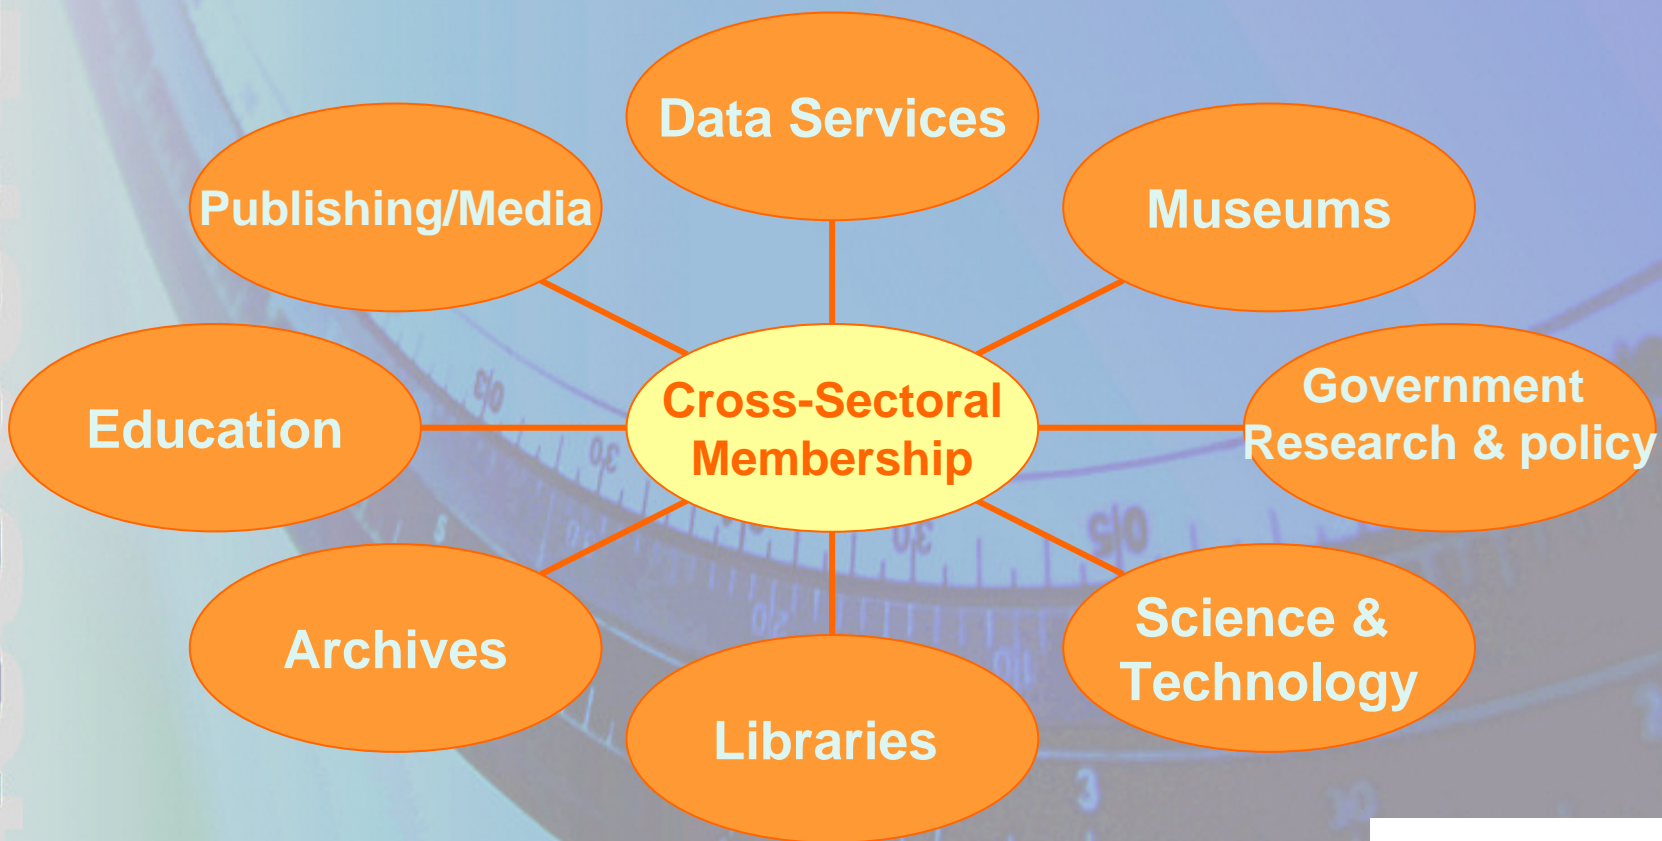 Data Services
Publishing/Media
Museums
Education
Cross-Sectoral
Membership
Government
Research & policy
Archives
Science &
Technology
Libraries